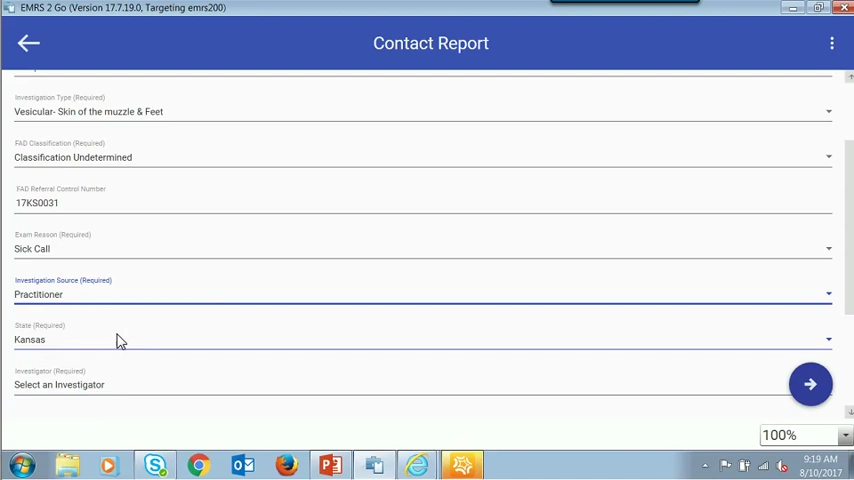 EMRS 2 Go (Version 17.7.19.0, Targeting emrs200)
Contact Report
Investigation Type (Required)
Vesicular- Skin of the muzzle & Feet
FAD Classification (Required)
Classification Undetermined
FAD Referral Control Number
17KS0031
Exam Reason (Required)
Sick Call
Investigation Source (Required)
Practitioner
State (Required)
Kansas
Investigator (Required)
Select an Investigator
100%
9:19 AM
8/10/2017